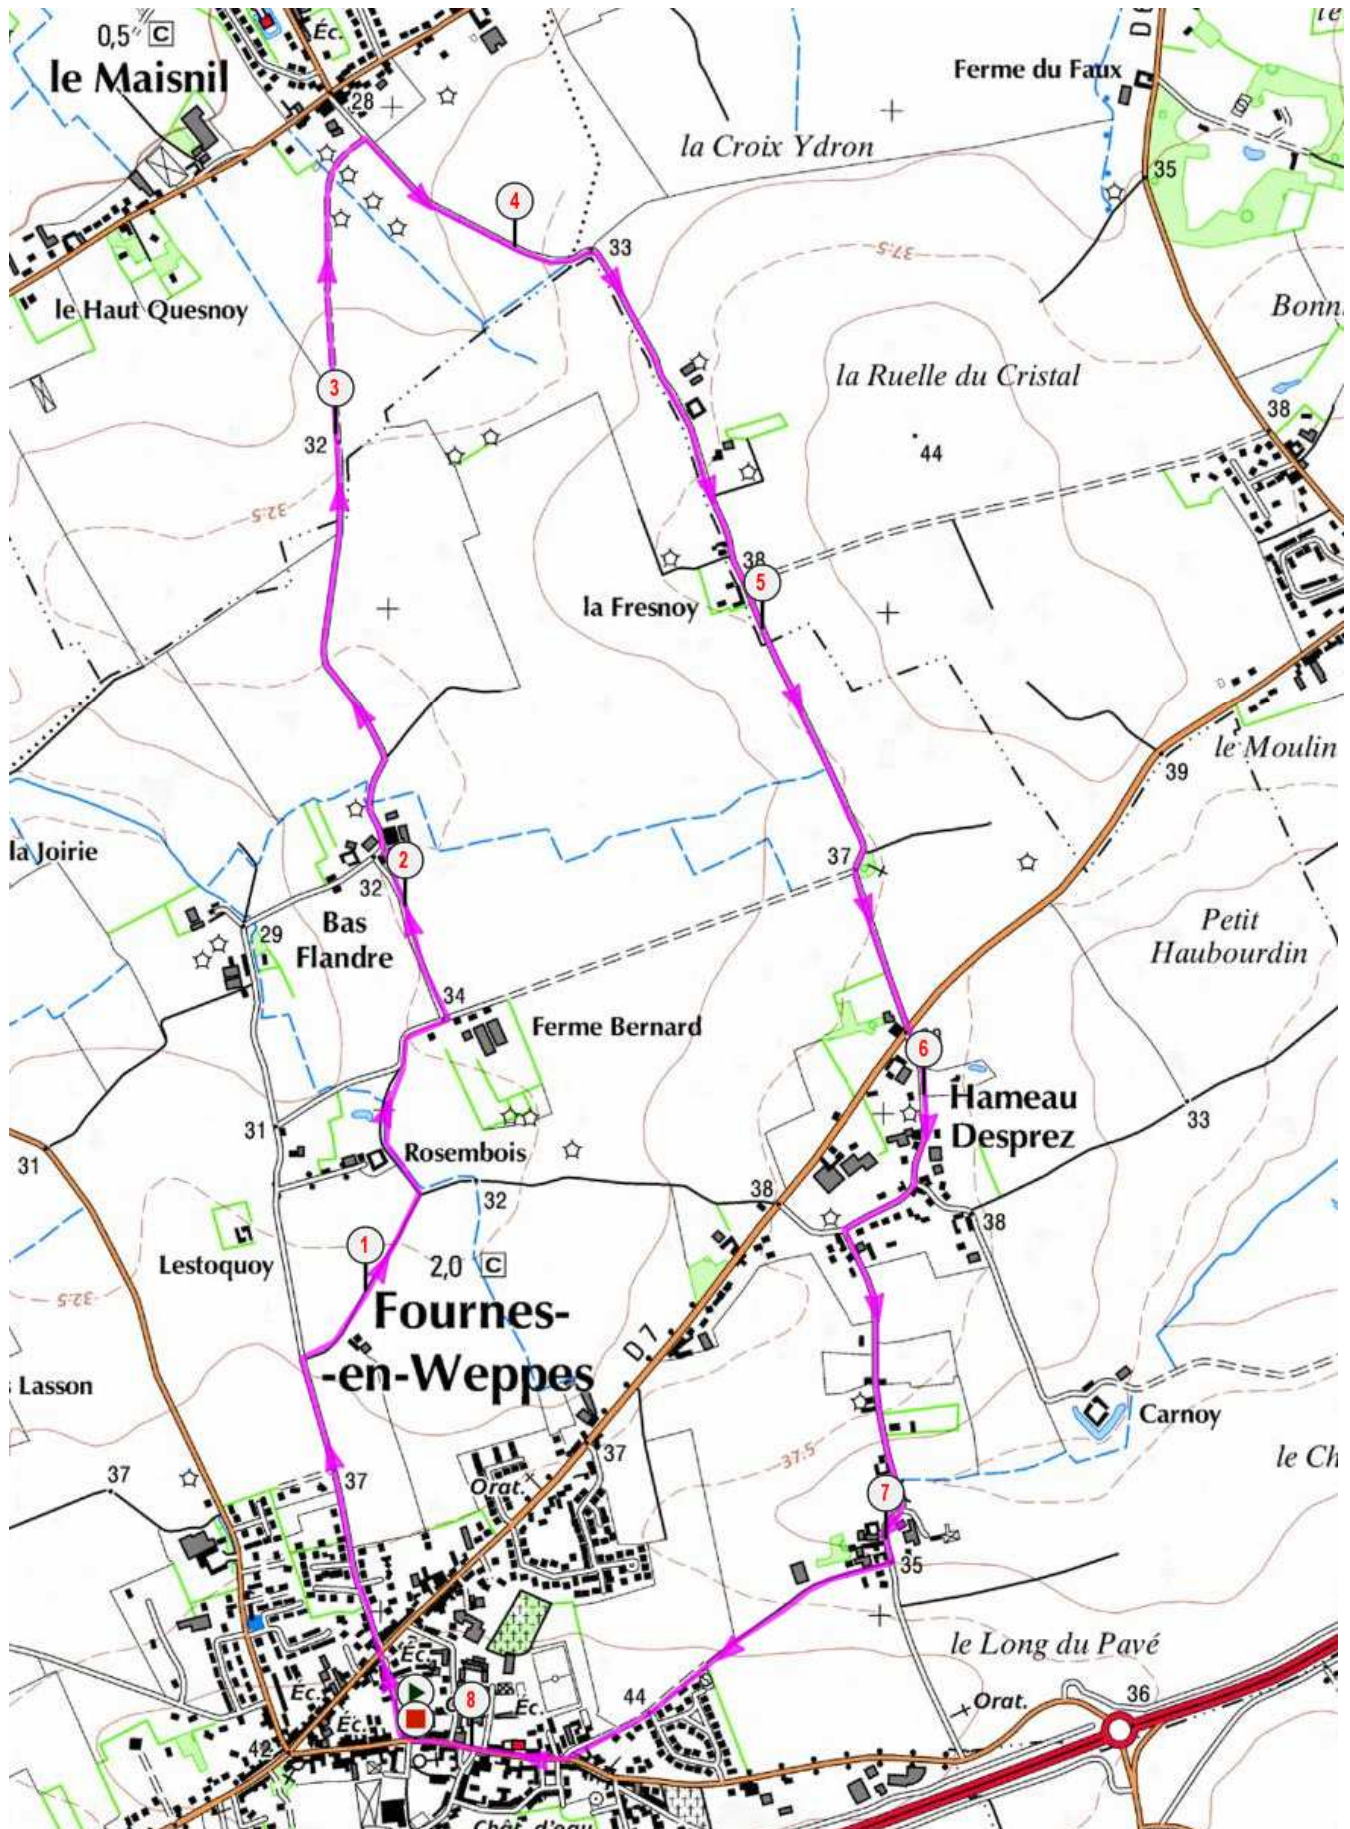 0,5 C
Éc.
le Maisnil
28
Ferme du Faux
la Croix Ydron
35
4
33
37.5
le Haut Quesnoy
Bonn
la Ruelle du Cristal
3
38
32
44
32.5
38
5
la Fresnoy
le Moulin
39
la Joirie
2
37
32
Bas
Flandre
29
Petit
Haubourdin
34
Ferme Bernard
6
Hameau
Desprez
31
33
31
Rosembois
32
38
38
1
Lestoquoy
2,0 C
32.5
Fournes-
-en-Weppes
D 7
Lasson
Carnoy
37
37.5
le Ch
37
37
Orat.
7
35
le Long du Pavé
Éc.
Éc.
8
44
Éc.
Éc.
Orat.
36
42
Chât. d'eau